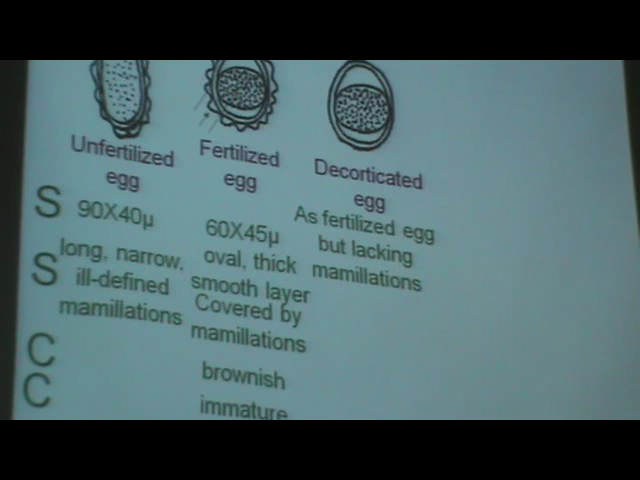 Unfertilized egg
Fertilized egg
Decorticated egg
S
90X40µ
60X45µ
As fertilized egg
but lacking
mamillations
S
long, narrow,
ill-defined
mamillations
oval, thick
smooth layer
Covered by
mamillations
C
brownish
C
immature